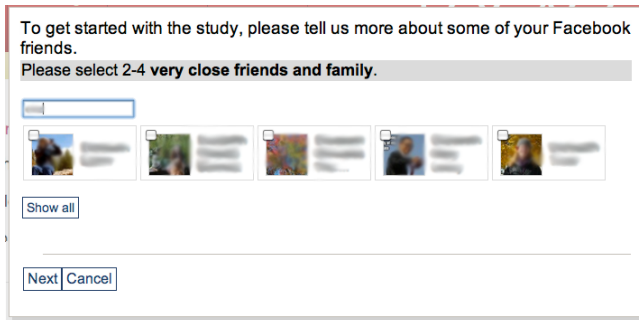 To get started with the study, please tell us more about some of your Facebook
friends.
Please select 2-4 very close friends and family.
Show all
Next Cancel